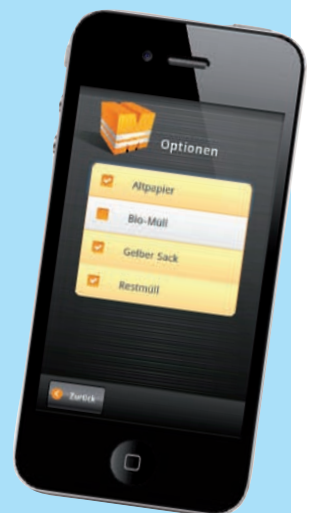 Optionen
Altpapier
Bio-Müll
Gelber Sack
Restmüll
Zurück